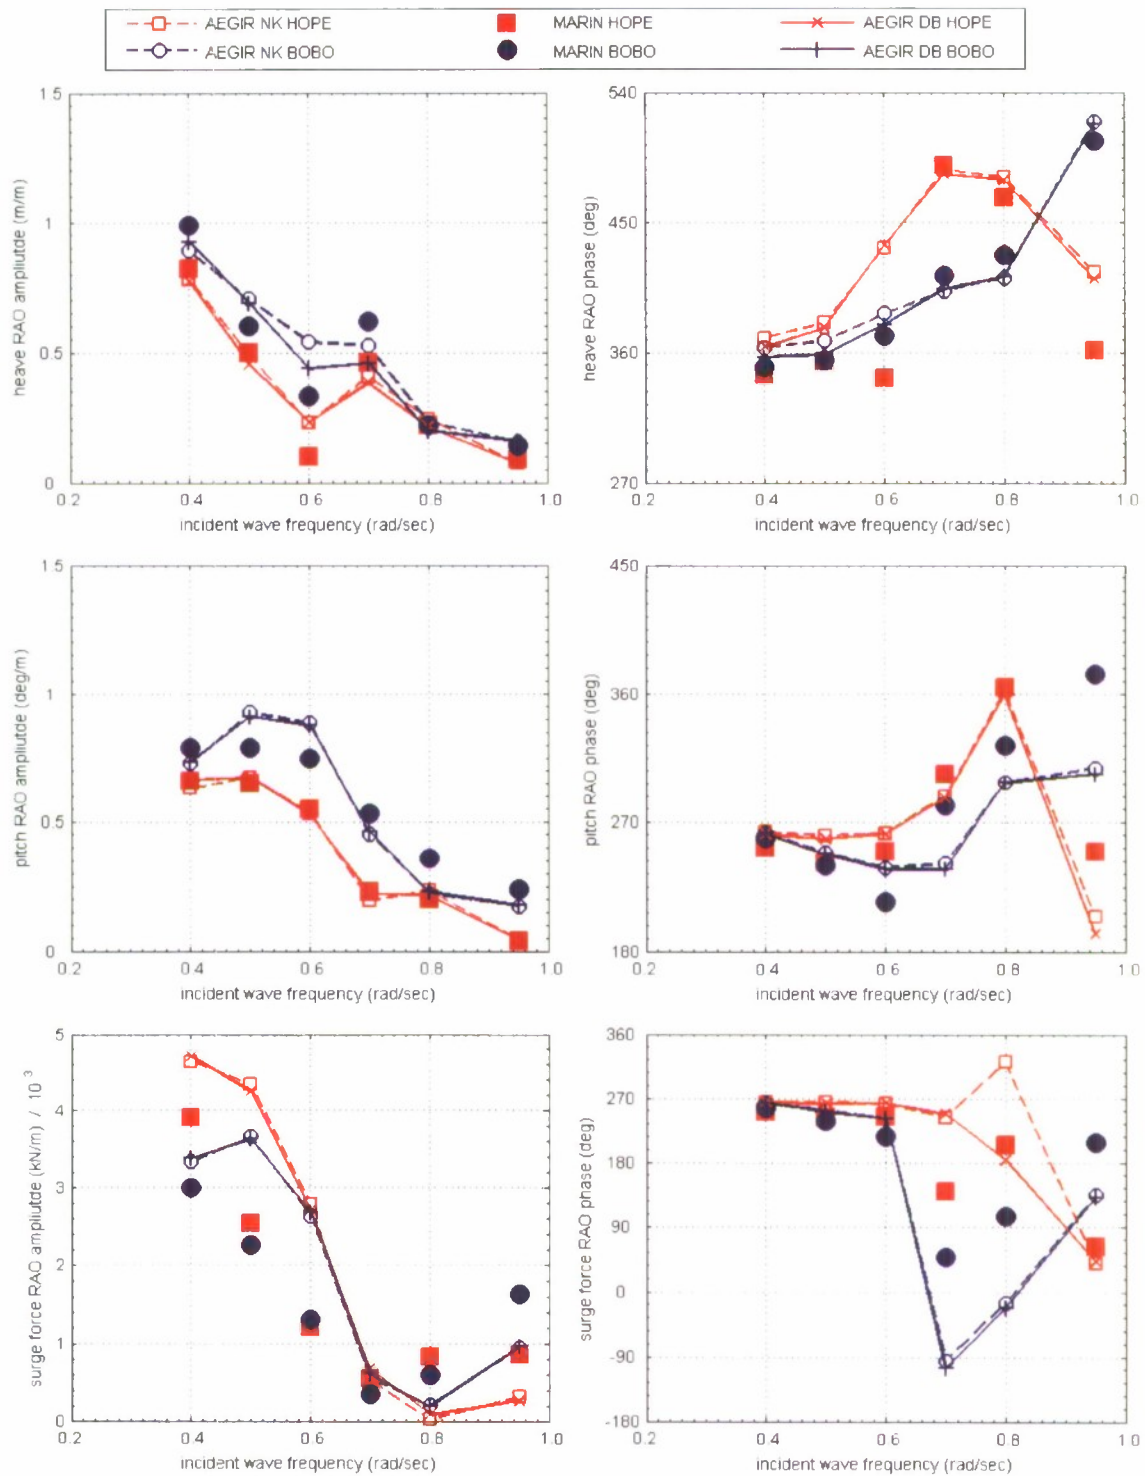 AEGIR NK HOPE MARIN HOPE AEGIR DB HOPE
AEGIR NK BOBO MARIN BOBO AEGIR DB BOBO
heave RAO ampliutde (m/m)
1.5
1
0.5
0
0.2 0.4 0.6 0.8 1.0
incident wave frequency (rad/sec)
heave RAO phase (deg)
540
450
360
270
0.2 0.4 0.6 0.8 1.0
incident wave frequency (rad/sec)
pitch RAO ampliutde (deg/m)
1.5
1
0.5
0
0.2 0.4 0.6 0.8 1.0
incident wave frequency (rad/sec)
pitch RAO phase (deg)
450
360
270
180
0.2 0.4 0.6 0.8 1.0
incident wave frequency (rad/sec)
surge force RAO ampliutde (kN/m) / 10 3
5
4
3
2
1
0
0.2 0.4 0.6 0.8 1.0
incident wave frequency (rad/sec)
surge force RAO phase (deg)
360
270
180
90
0
-90
-180
0.2 0.4 0.6 0.8 1.0
incident wave frequency (rad/sec)